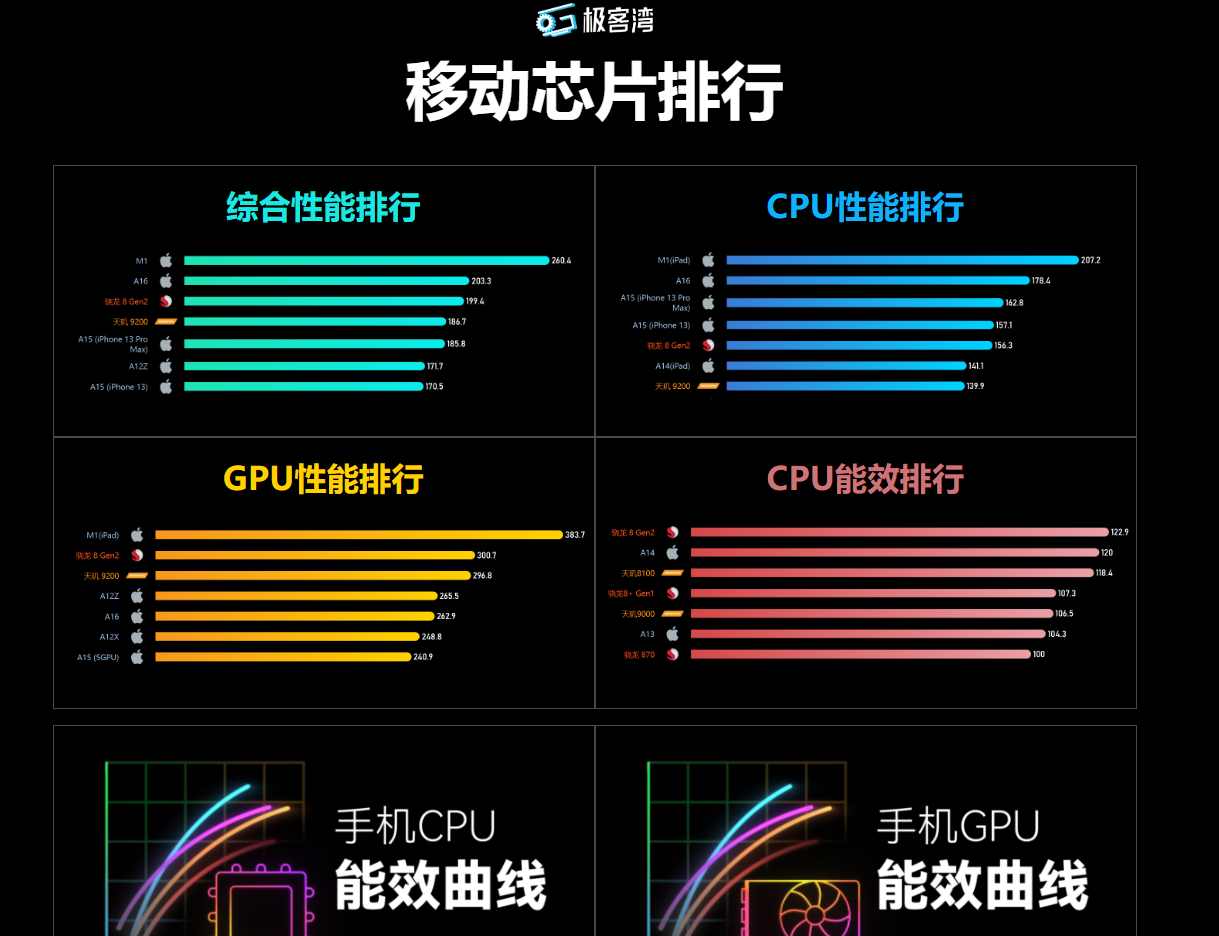 极客湾
移动芯片排行
综合性能排行
M1 260.4
A16 203.3
骁龙 8 Gen2 199.4
天玑 9200 186.7
A15 (iPhone 13 Pro
Max) 185.8
A12Z 171.7
A15 (iPhone 13) 170.5
CPU性能排行
M1(iPad) 207.2
A16 178.4
A15 (iPhone 13 Pro
Max) 162.8
A15 (iPhone 13) 157.1
骁龙 8 Gen2 156.3
A14(iPad) 141.1
天玑 9200 139.9
GPU性能排行
M1(iPad) 383.7
骁龙 8 Gen2 300.7
天玑 9200 296.8
A12Z 265.5
A16 262.9
A12X 248.8
A15 (5GPU) 240.9
CPU能效排行
骁龙 8 Gen2 122.9
A14 120
天玑8100 118.4
骁龙8+ Gen1 107.3
天玑9000 106.5
A13 104.3
骁龙 870 100
手机CPU
能效曲线
手机GPU
能效曲线